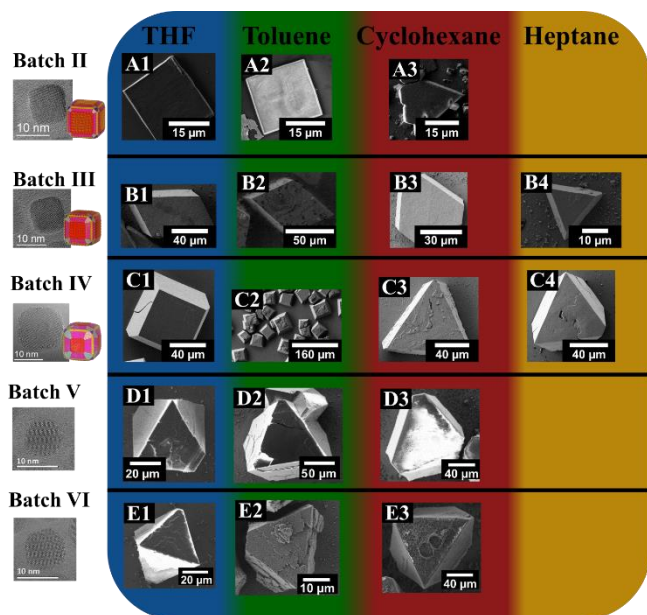 THF Toluene Cyclohexane Heptane
Batch II
10 nm
A1
15 µm
A2
15 µm
A3
15 µm
Batch III
10 nm
B1
40 µm
B2
50 µm
B3
30 µm
B4
10 µm
Batch IV
10 nm
C1
40 µm
C2
160 µm
C3
40 µm
C4
40 µm
Batch V
10 nm
D1
20 µm
D2
50 µm
D3
40 µm
Batch VI
10 nm
E1
20 µm
E2
10 µm
E3
40 µm